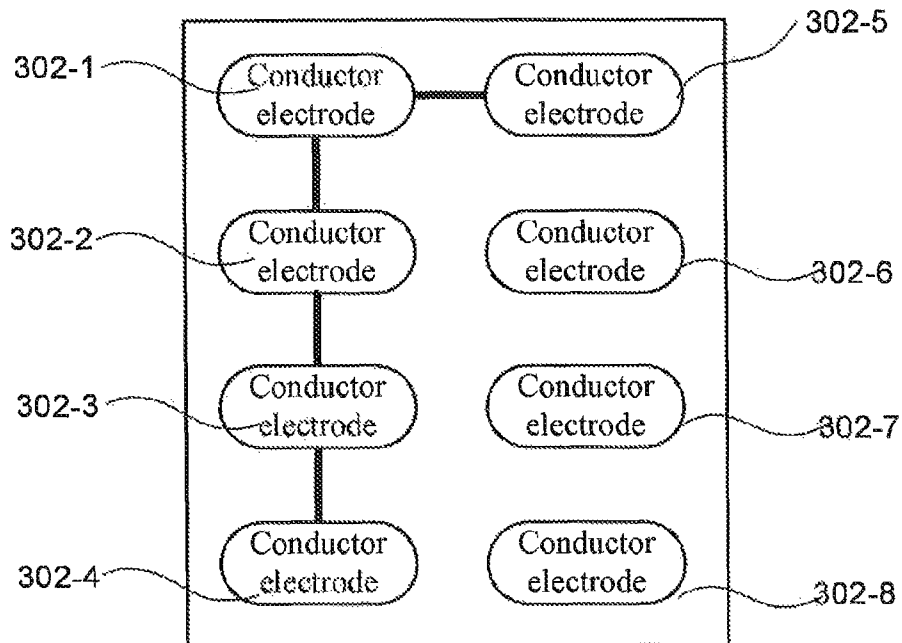 302-1
Conductor
electrode
Conductor
electrode
302-5
302-2
Conductor
electrode
Conductor
electrode
302-6
302-3
Conductor
electrode
Conductor
electrode
302-7
302-4
Conductor
electrode
Conductor
electrode
302-8